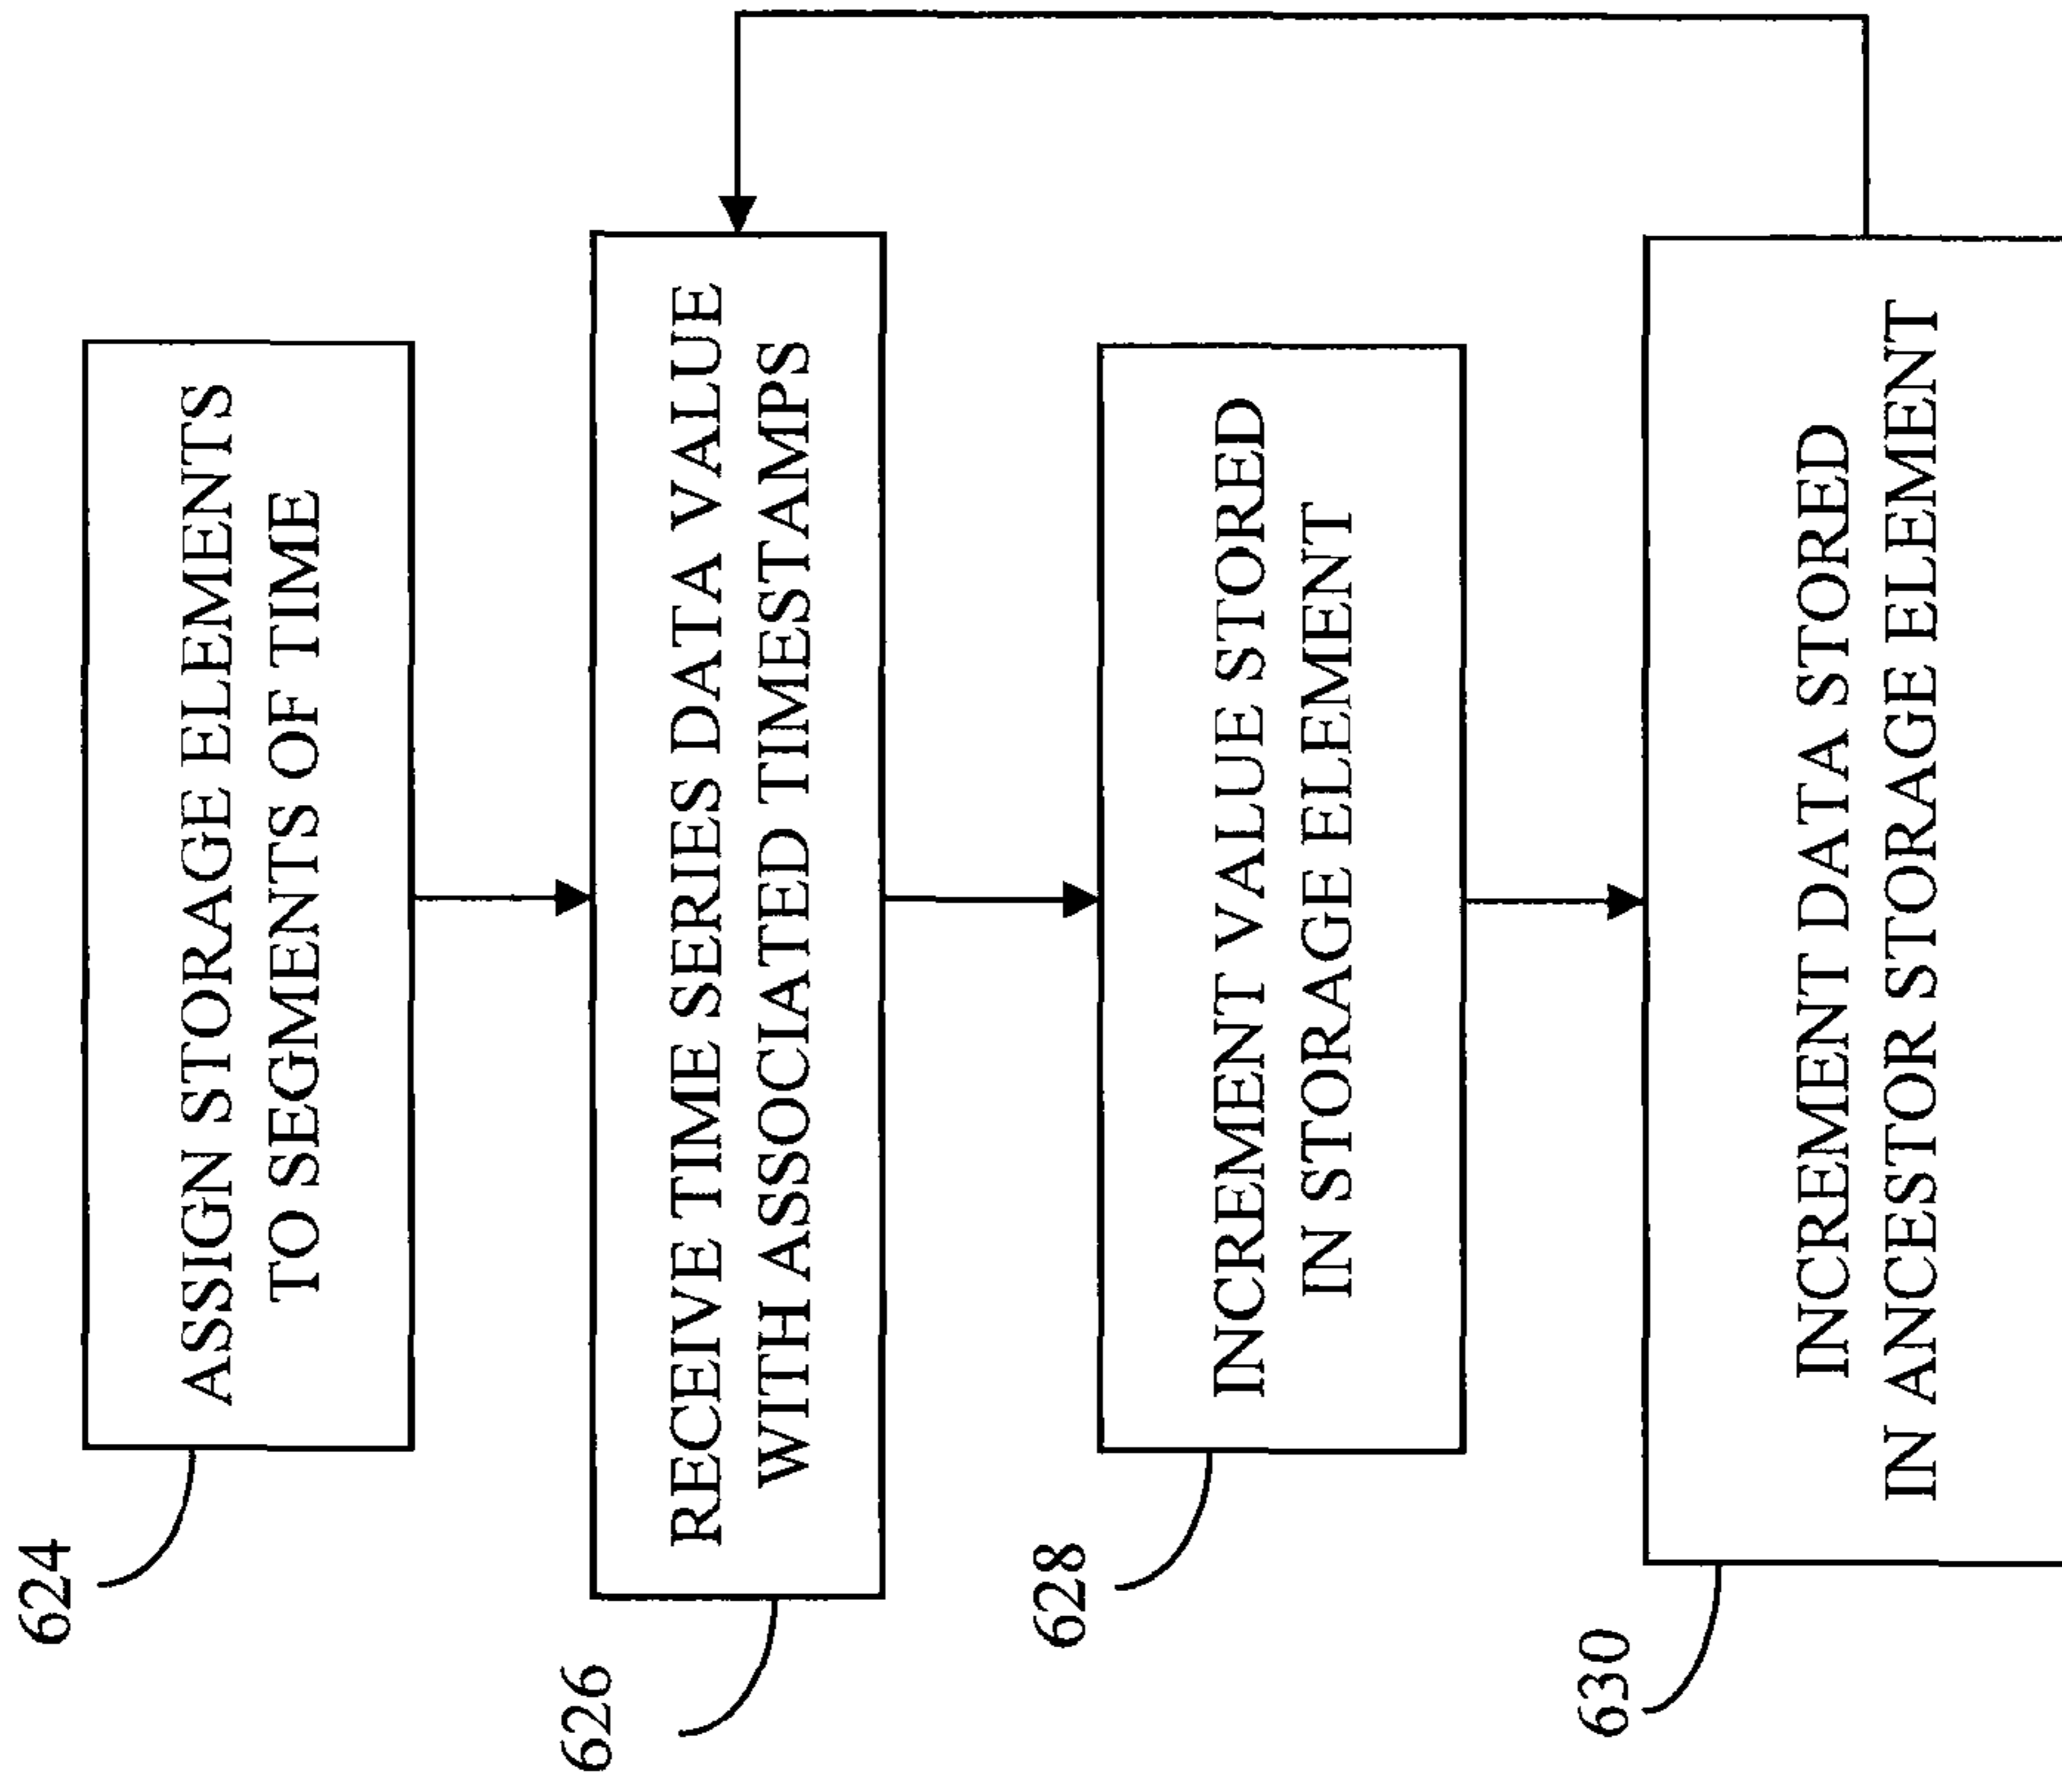 624
ASSIGN STORAGE ELEMENTS
TO SEGMENTS OF TIME
626
RECEIVE TIME SERIES DATA VALUE
WITH ASSOCIATED TIMESTAMPS
628
INCREMENT VALUE STORED
IN STORAGE ELEMENT
630
INCREMENT DATA STORED
IN ANCESTOR STORAGE ELEMENT